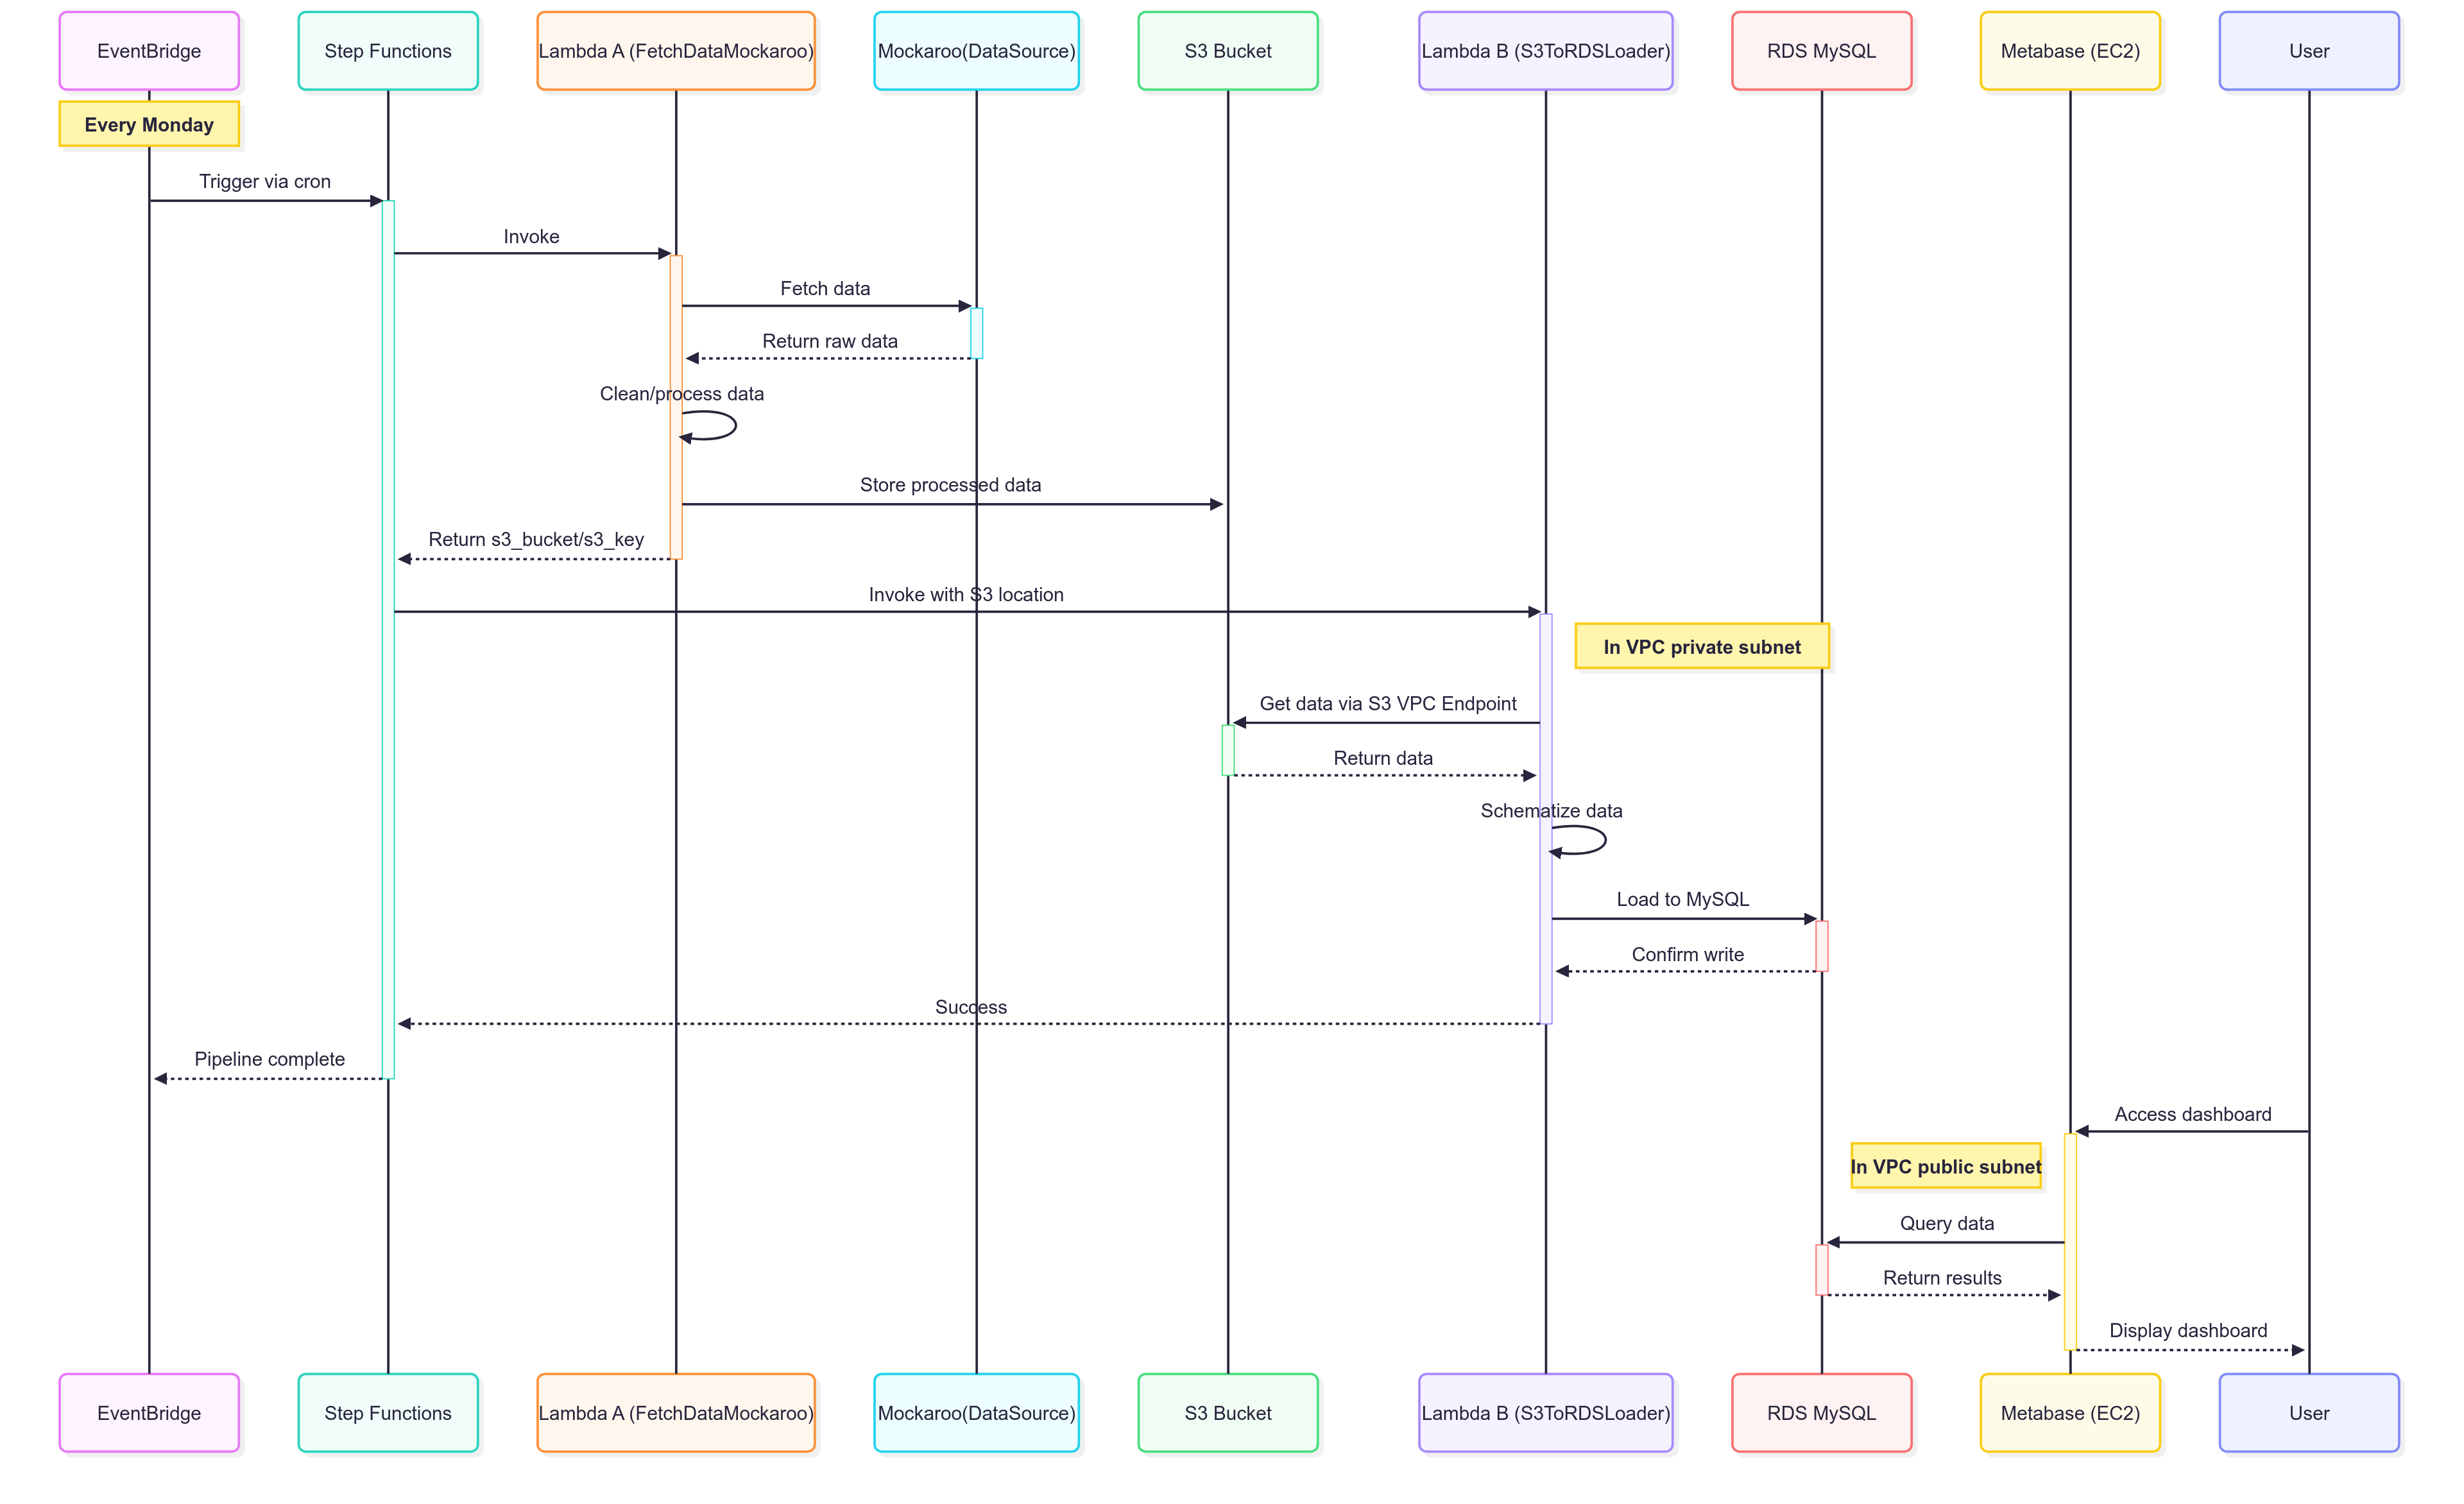 EventBridge
Step Functions
Lambda A (FetchDataMockaroo)
Mockaroo(DataSource)
S3 Bucket
Lambda B (S3ToRDSLoader)
RDS MySQL
Metabase (EC2)
User
Every Monday
Trigger via cron
Invoke
Fetch data
Return raw data
Clean/process data
Store processed data
Return s3_bucket/s3_key
Invoke with S3 location
In VPC private subnet
Get data via S3 VPC Endpoint
Return data
Schematize data
Load to MySQL
Confirm write
Success
Pipeline complete
Access dashboard
In VPC public subnet
Query data
Return results
Display dashboard
EventBridge
Step Functions
Lambda A (FetchDataMockaroo)
Mockaroo(DataSource)
S3 Bucket
Lambda B (S3ToRDSLoader)
RDS MySQL
Metabase (EC2)
User